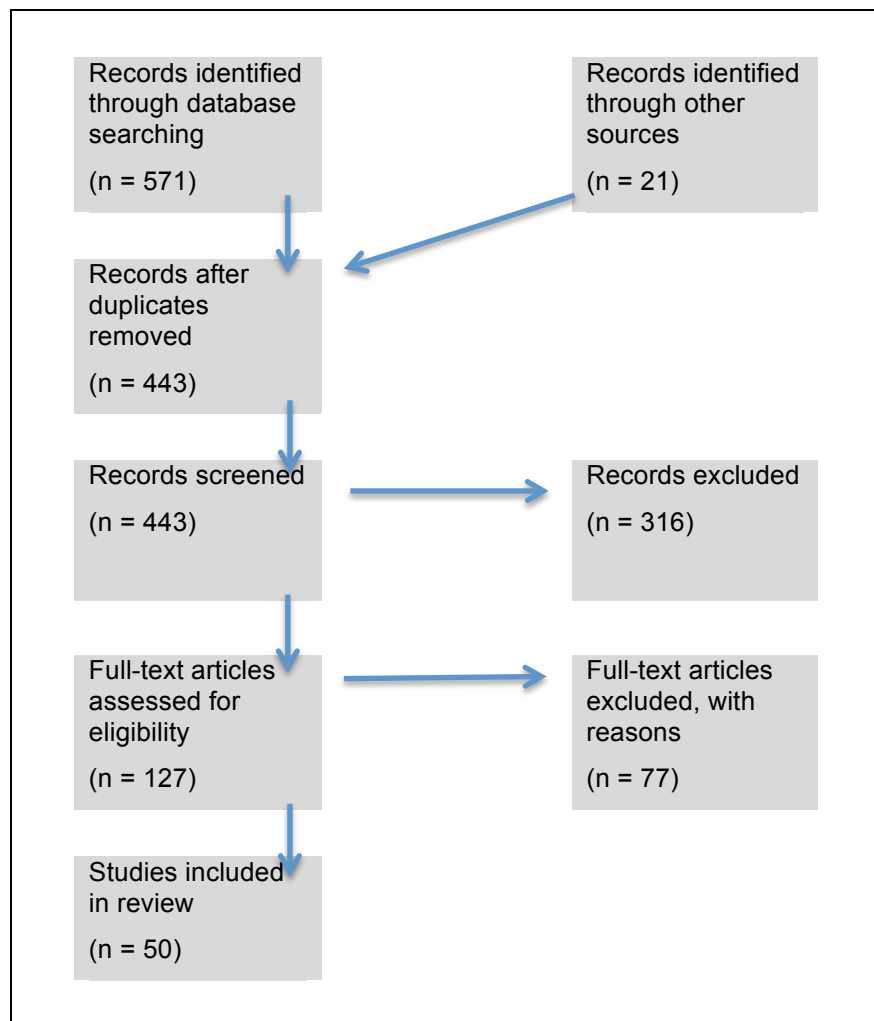 Records identified
through database
searching
(n = 571)
Records identified
through other
sources
(n = 21)
Records after
duplicates
removed
(n = 443)
Records screened
(n = 443)
Records excluded
(n = 316)
Full-text articles
assessed for
eligibility
(n = 127)
Full-text articles
excluded, with
reasons
(n = 77)
Studies included
in review
(n = 50)